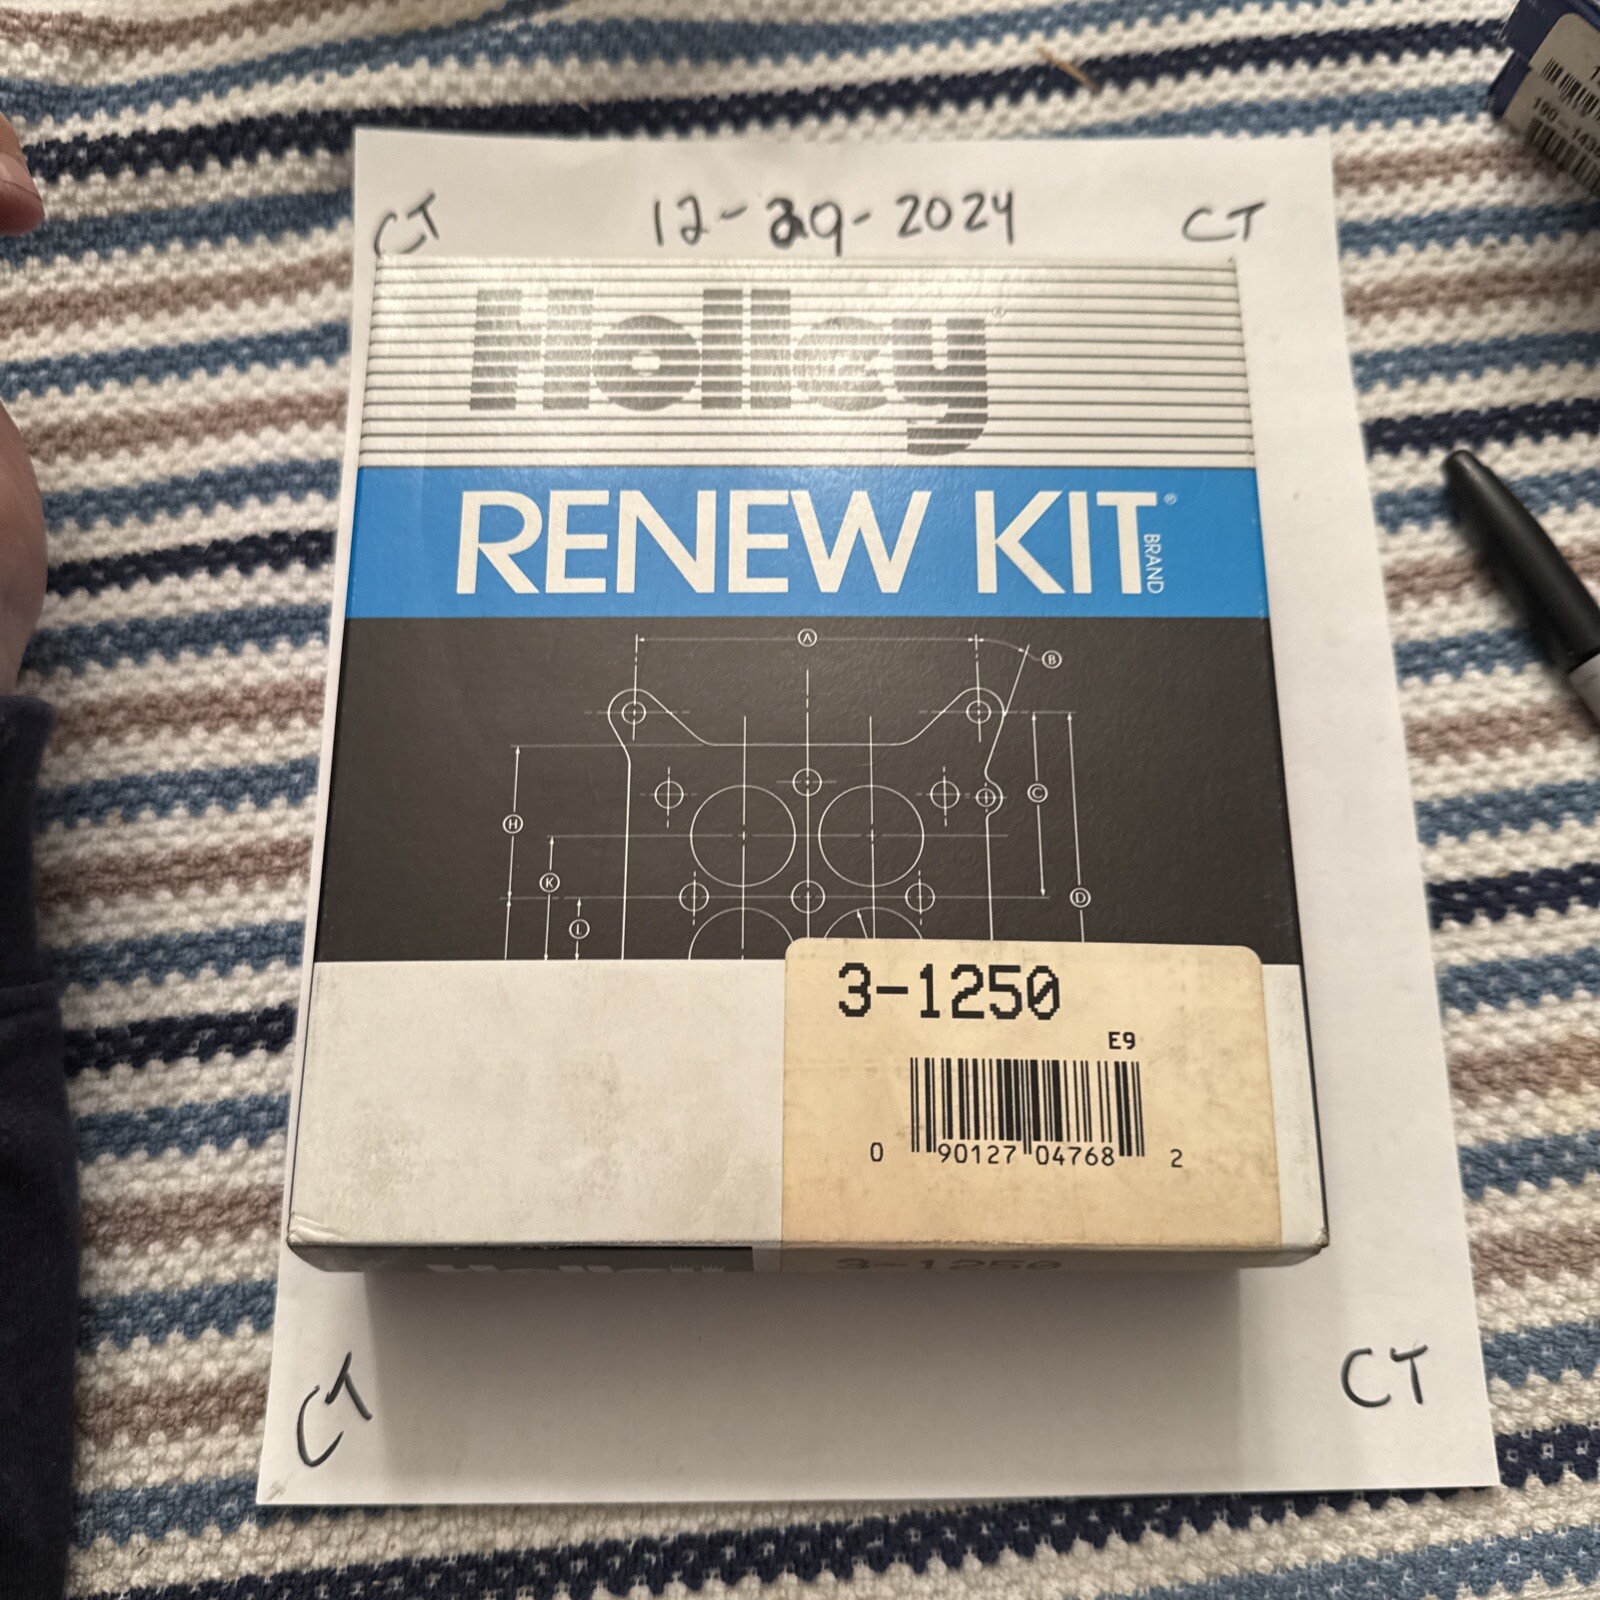 CT 12-29-2024 CT
Holley®
RENEW KIT®
BRAND
A
B
H
C
K
D
L
3-1250
E9
0 90127 04768 2
3-1250
CT CT